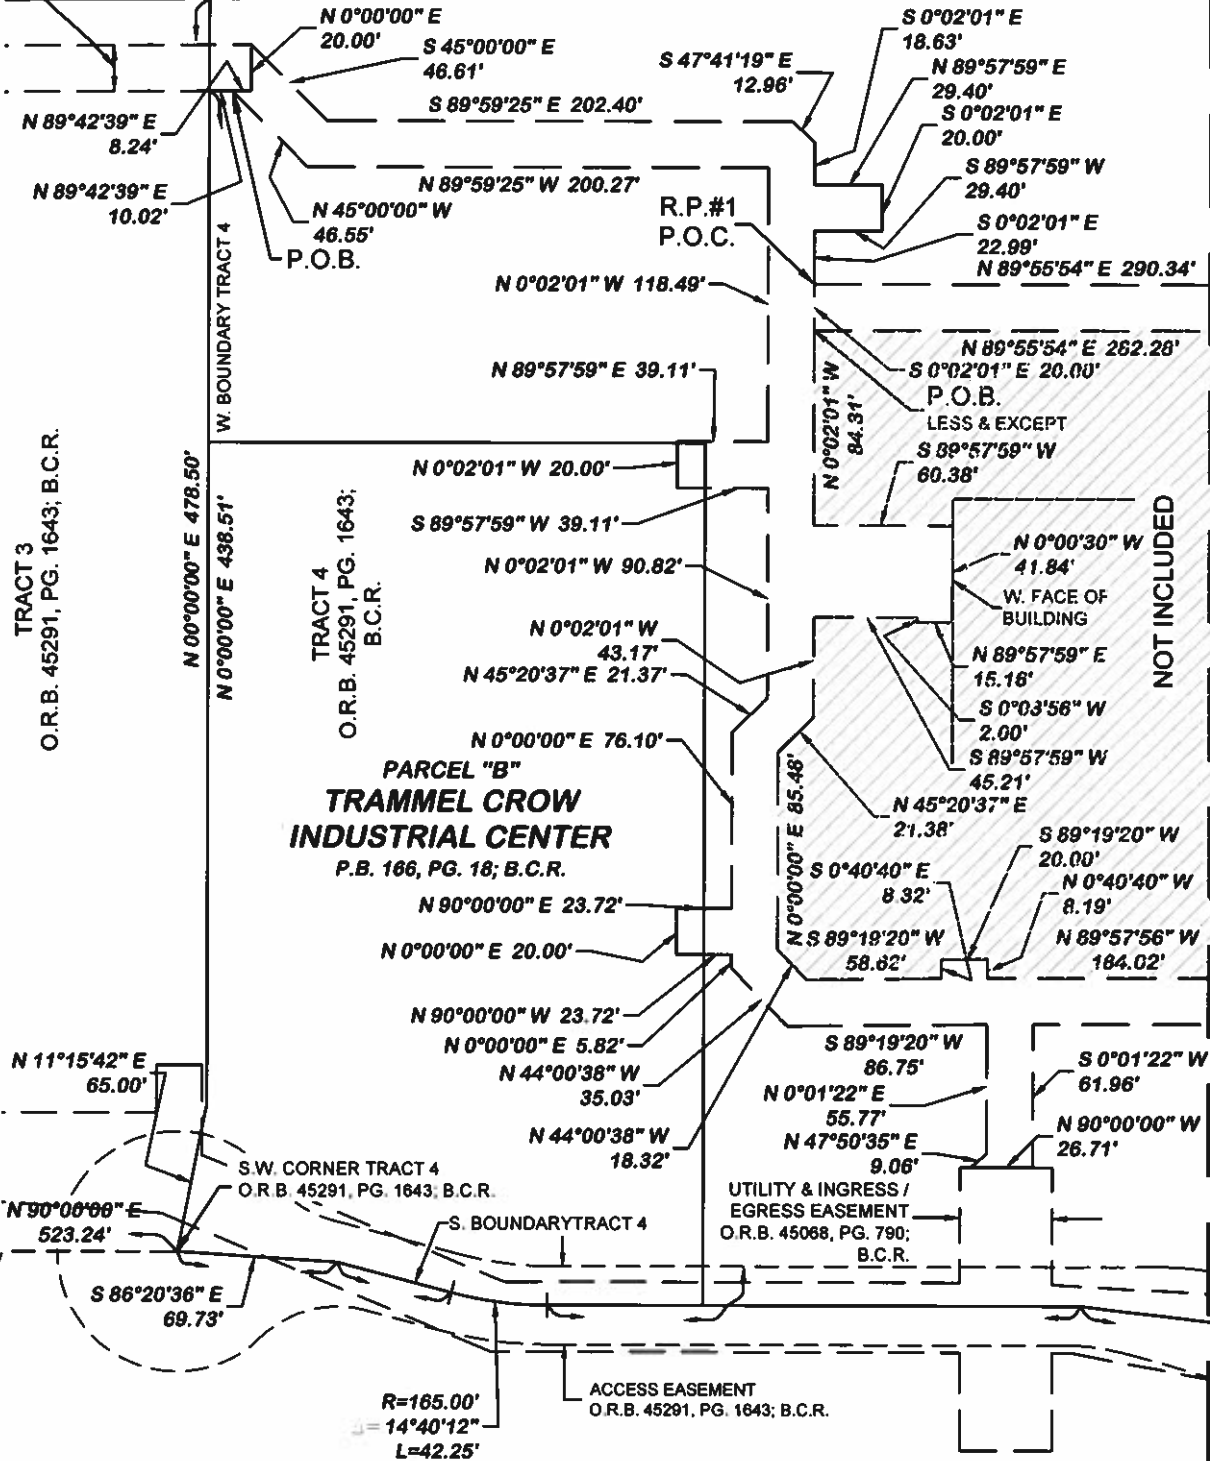 N 0°00'00" E
20.00'
S 45°00'00" E
46.61'
S 89°59'25" E 202.40'
S 47°41'19" E
12.96'
S 0°02'01" E
18.63'
N 89°57'59" E
29.40'
S 0°02'01" E
20.00'
S 89°57'59" W
29.40'
S 0°02'01" E
22.99'
N 89°55'54" E 290.34'
N 89°42'39" E
8.24'
N 89°42'39" E
10.02'
N 89°59'25" W 200.27'
N 45°00'00" W
46.55'
P.O.B.
R.P.#1
P.O.C.
W. BOUNDARY TRACT 4
N 0°02'01" W 118.49'
N 89°55'54" E 262.28'
S 0°02'01" E 20.00'
P.O.B.
LESS & EXCEPT
N 89°57'59" E 39.11'
N 0°02'01" W
84.31'
S 89°57'59" W
60.38'
N 0°02'01" W 20.00'
S 89°57'59" W 39.11'
TRACT 3
O.R.B. 45291, PG. 1643; B.C.R.
N 00°00'00" E 478.50'
N 0°00'00" E 438.51'
TRACT 4
O.R.B. 45291, PG. 1643;
B.C.R.
N 0°02'01" W 90.82'
N 0°00'30" W
41.84'
W. FACE OF
BUILDING
NOT INCLUDED
N 0°02'01" W
43.17'
N 45°20'37" E 21.37'
N 89°57'59" E
15.16'
S 0°03'56" W
2.00'
S 89°57'59" W
45.21'
N 0°00'00" E 76.10'
PARCEL "B"
TRAMMEL CROW
INDUSTRIAL CENTER
P.B. 166, PG. 18; B.C.R.
N 0°00'00" E 85.48'
N 45°20'37" E
21.38'
S 89°19'20" W
20.00'
S 0°40'40" E
8.32'
N 0°40'40" W
8.19'
N 90°00'00" E 23.72'
N 0°00'00" E 20.00'
S 89°19'20" W
58.62'
N 89°57'56" W
164.02'
N 90°00'00" W 23.72'
N 0°00'00" E 5.82'
N 44°00'38" W
35.03'
S 89°19'20" W
86.75'
N 11°15'42" E
65.00'
S 0°01'22" W
61.96'
N 0°01'22" E
55.77'
N 44°00'38" W
18.32'
N 47°50'35" E
9.06'
N 90°00'00" W
26.71'
S.W. CORNER TRACT 4
O.R.B. 45291, PG. 1643; B.C.R.
UTILITY & INGRESS /
EGRESS EASEMENT
O.R.B. 45068, PG. 790;
B.C.R.
N 90°00'00" E
523.24'
S. BOUNDARYTRACT 4
S 86°20'36" E
69.73'
R=165.00'
Δ= 14°40'12"
L=42.25'
ACCESS EASEMENT
O.R.B. 45291, PG. 1643; B.C.R.